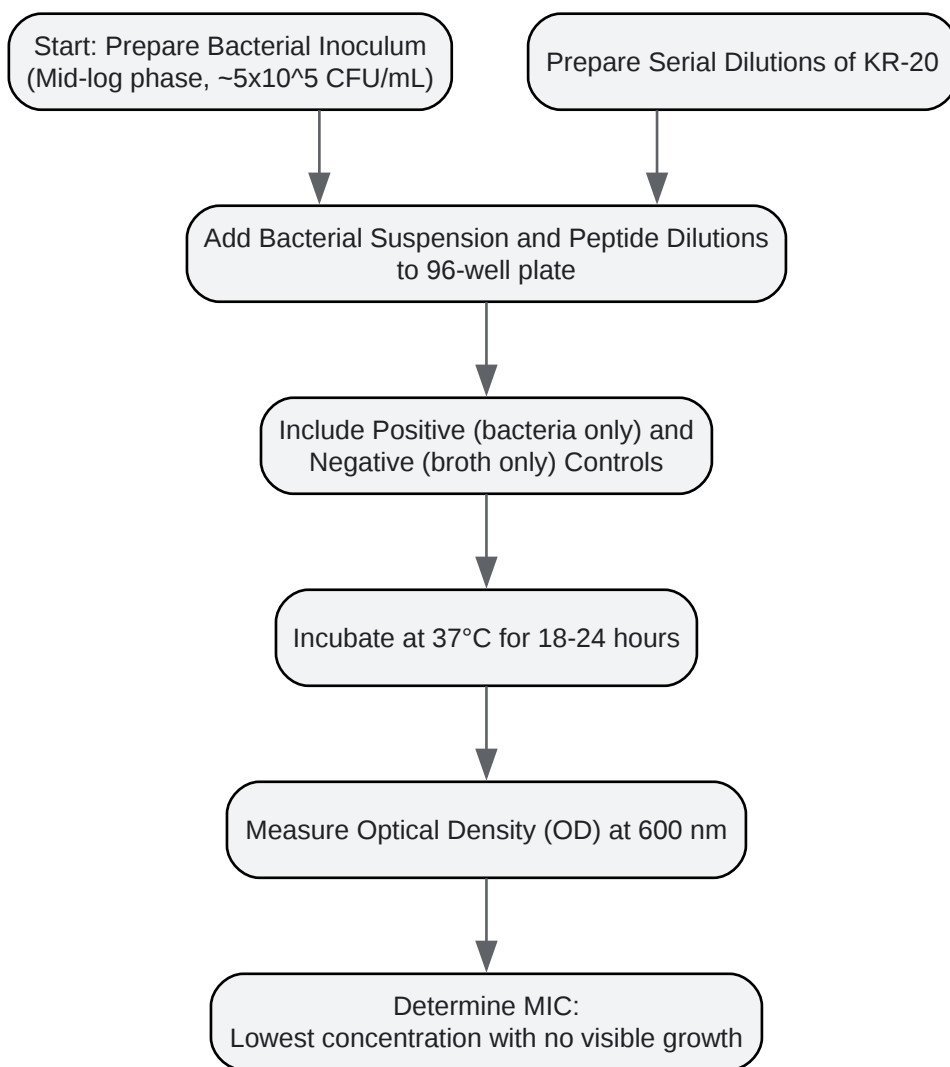 Start: Prepare Bacterial Inoculum
(Mid-log phase, ~5x10^5 CFU/mL)
Prepare Serial Dilutions of KR-20
Add Bacterial Suspension and Peptide Dilutions
to 96-well plate
Include Positive (bacteria only) and
Negative (broth only) Controls
Incubate at 37°C for 18-24 hours
Measure Optical Density (OD) at 600 nm
Determine MIC:
Lowest concentration with no visible growth